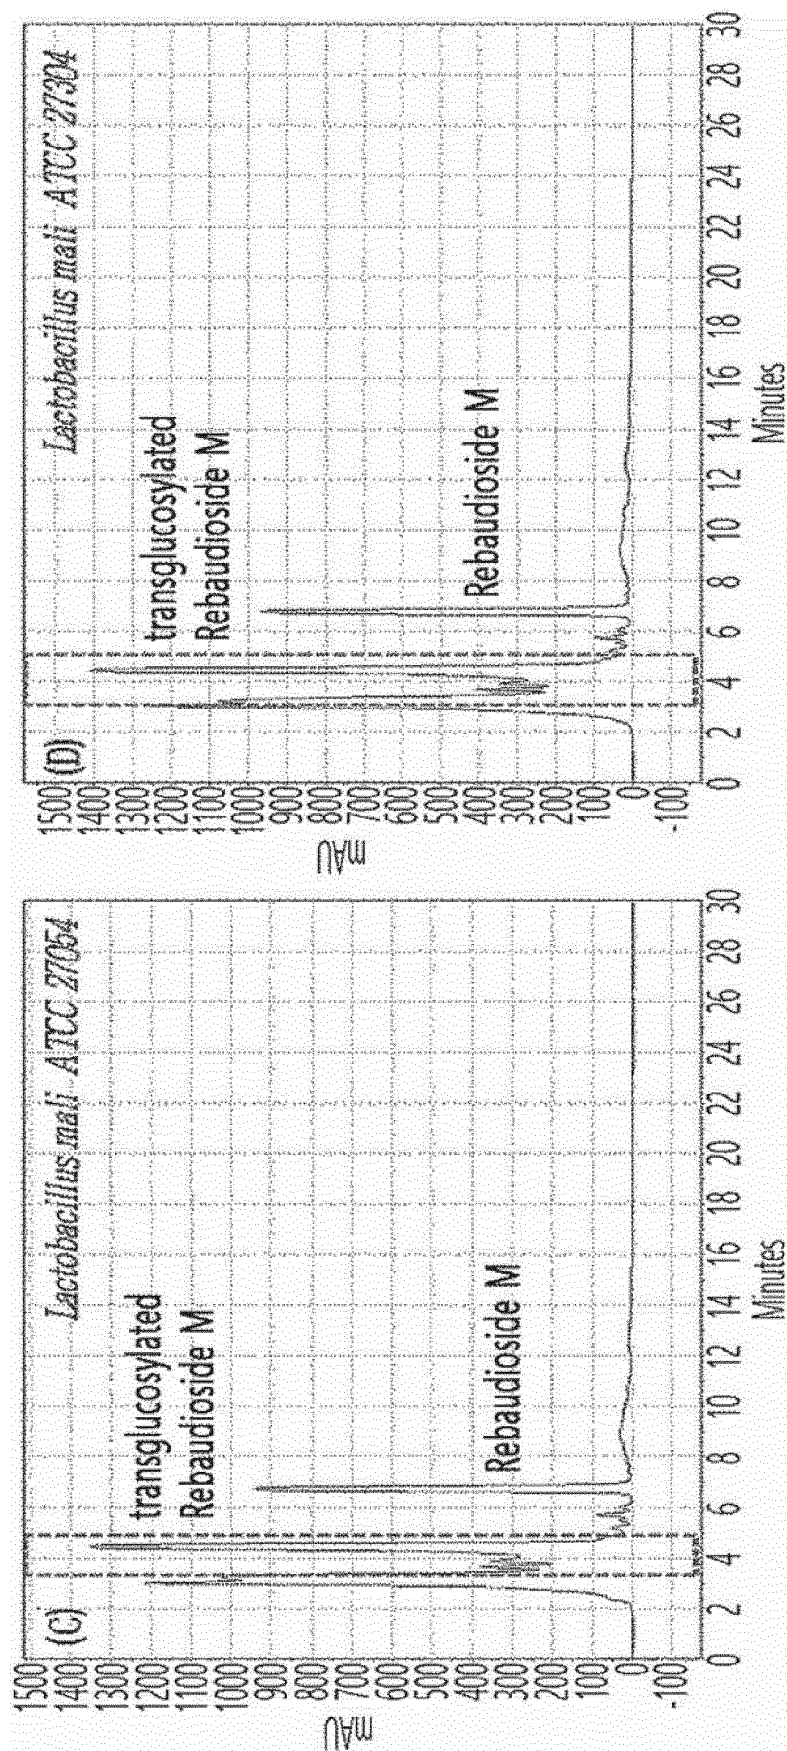 (C)
Lactobacillus mali ATCC 27054
transglucosylated
Rebaudioside M
Rebaudioside M
mAU
1500
1400
1300
1200
1100
1000
900
800
700
600
500
400
300
200
100
0
-100
0 2 4 6 8 10 12 14 16 18 20 22 24 26 28 30
Minutes
(D)
Lactobacillus mali ATCC 27304
transglucosylated
Rebaudioside M
Rebaudioside M
mAU
1500
1400
1300
1200
1100
1000
900
800
700
600
500
400
300
200
100
0
-100
0 2 4 6 8 10 12 14 16 18 20 22 24 26 28 30
Minutes